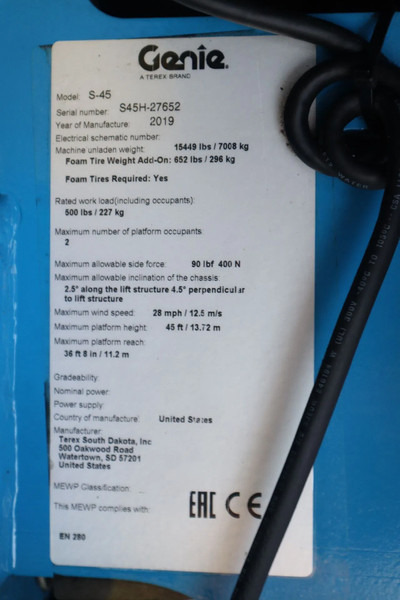 Genie.
A TEREX BRAND
Model: S-45
Serial number: S45H-27652
Year of Manufacture: 2019
Electrical schematic number:
Machine unladen weight: 15449 lbs / 7008 kg
Foam Tire Weight Add-On: 652 lbs / 296 kg
Foam Tires Required: Yes
Rated work load(including occupants):
500 lbs / 227 kg
Maximum number of platform occupants:
2
Maximum allowable side force: 90 lbf 400 N
Maximum allowable inclination of the chassis:
2.5° along the lift structure 4.5° perpendicular
to lift structure
Maximum wind speed: 28 mph / 12.5 m/s
Maximum platform height: 45 ft / 13.72 m
Maximum platform reach:
36 ft 8 in / 11.2 m
Gradeability:
Nominal power:
Power supply:
Country of manufacture: United States
Manufacturer:
Terex South Dakota, Inc
500 Oakwood Road
Watertown, SD 57201
United States
MEWP Classification:
This MEWP complies with:
EAC CE
EN 280